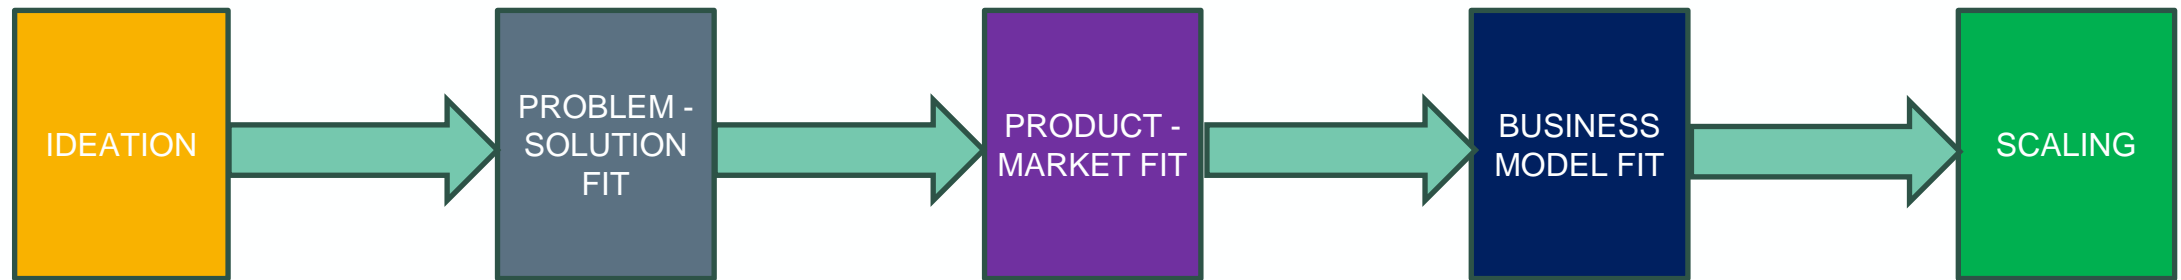 IDEATION
PROBLEM -
SOLUTION
FIT
PRODUCT -
MARKET FIT
BUSINESS
MODEL FIT
SCALING